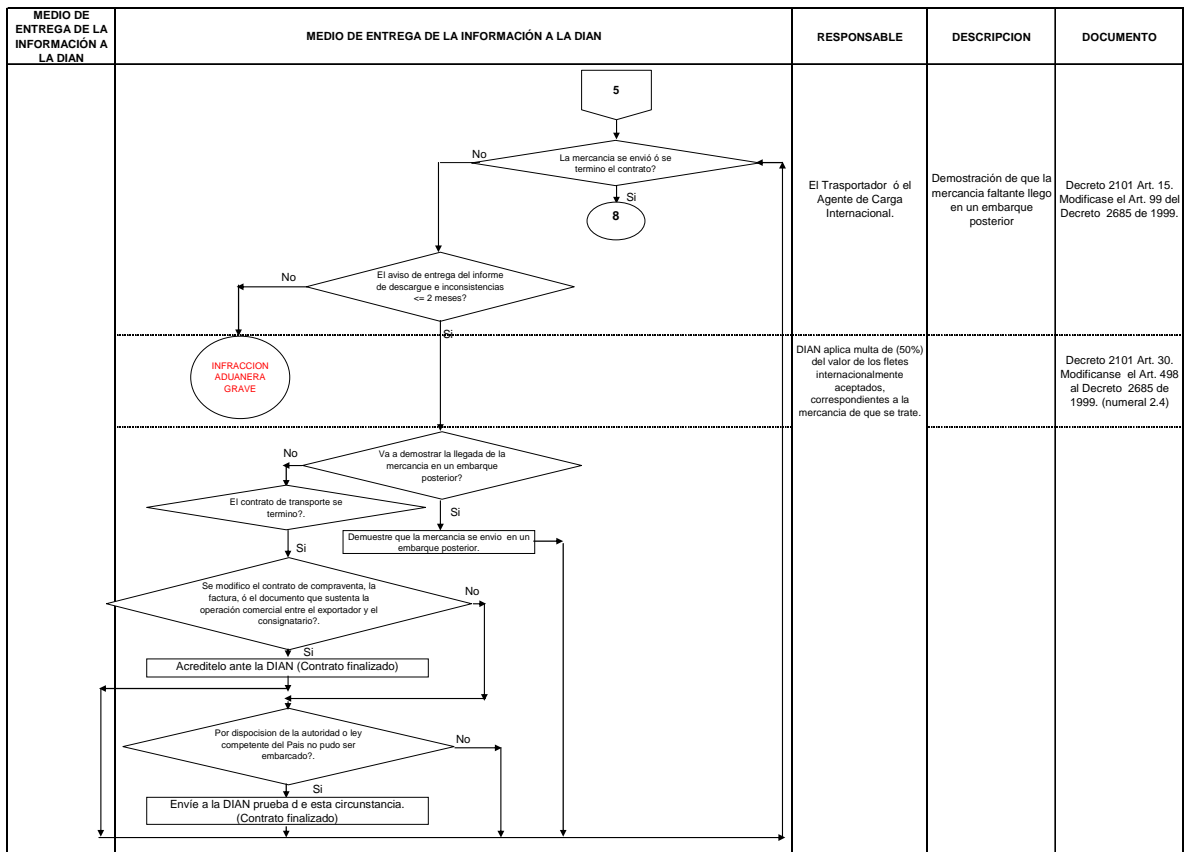 MEDIO DE
ENTREGA DE LA
INFORMACIÓN A
LA DIAN
MEDIO DE ENTREGA DE LA INFORMACIÓN A LA DIAN
RESPONSABLE
DESCRIPCION
DOCUMENTO
5
No
La mercancia se envió ó se
termino el contrato?
Si
8
El Trasportador ó el
Agente de Carga
Internacional.
Demostración de que la
mercancia faltante llego
en un embarque
posterior
Decreto 2101 Art. 15.
Modificase el Art. 99 del
Decreto 2685 de 1999.
No
El aviso de entrega del informe
de descargue e inconsistencias
<= 2 meses?
Si
INFRACCION
ADUANERA
GRAVE
DIAN aplica multa de (50%)
del valor de los fletes
internacionalmente
aceptados,
correspondientes a la
mercancia de que se trate.
Decreto 2101 Art. 30.
Modificanse el Art. 498
al Decreto 2685 de
1999. (numeral 2.4)
No
Va a demostrar la llegada de la
mercancia en un embarque
posterior?
El contrato de transporte se
termino?.
Si
Demuestre que la mercancia se envio en un
embarque posterior.
Si
Se modifico el contrato de compraventa, la
factura, ó el documento que sustenta la
operación comercial entre el exportador y el
consignatario?.
No
Si
Acreditelo ante la DIAN (Contrato finalizado)
Por dispocision de la autoridad o ley
competente del Pais no pudo ser
embarcado?.
No
Si
Envíe a la DIAN prueba d e esta circunstancia.
(Contrato finalizado)